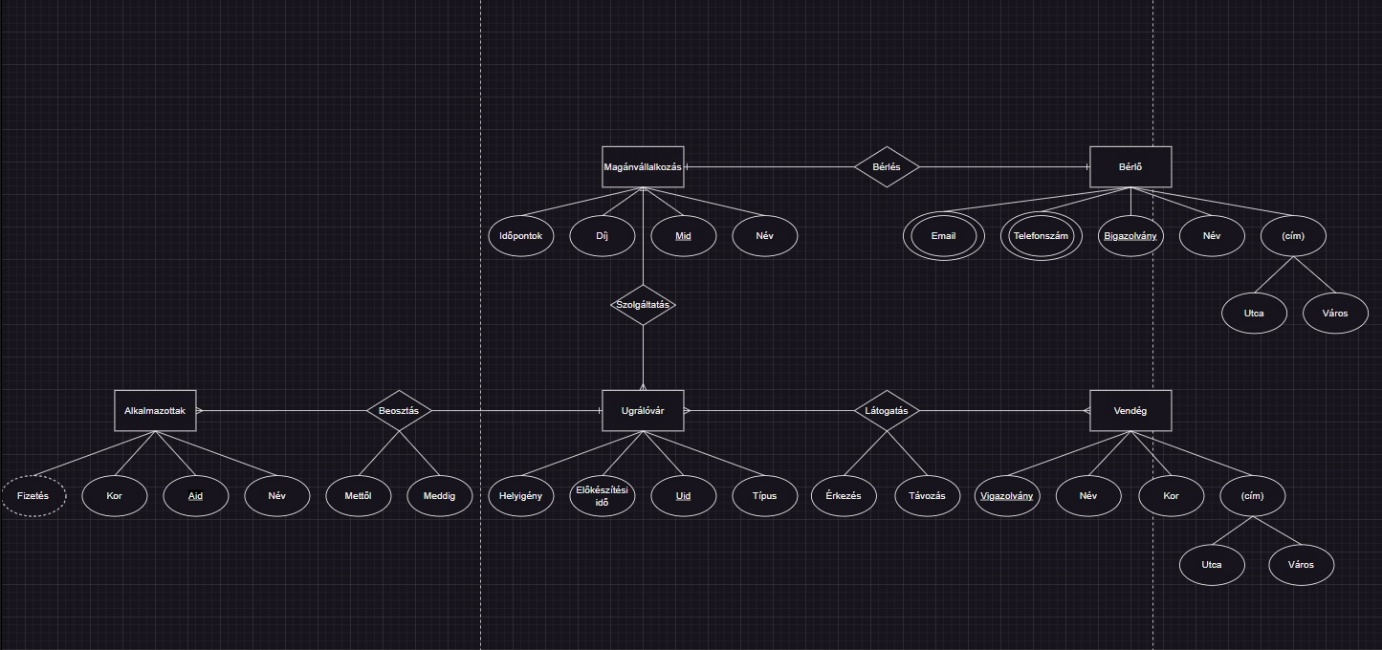 Magánvállalkozás
Bérlés
Bérlő
Időpontok
Díj
Mid
Név
Email
Telefonszám
Bigazolvány
Név
(cím)
Utca
Város
Szolgáltatás
Alkalmazottak
Beosztás
Ugrálóvár
Látogatás
Vendég
Fizetés
Kor
Aid
Név
Mettől
Meddig
Helyigény
Előkészítési
idő
Uid
Típus
Érkezés
Távozás
Vigazolvány
Név
Kor
(cím)
Utca
Város